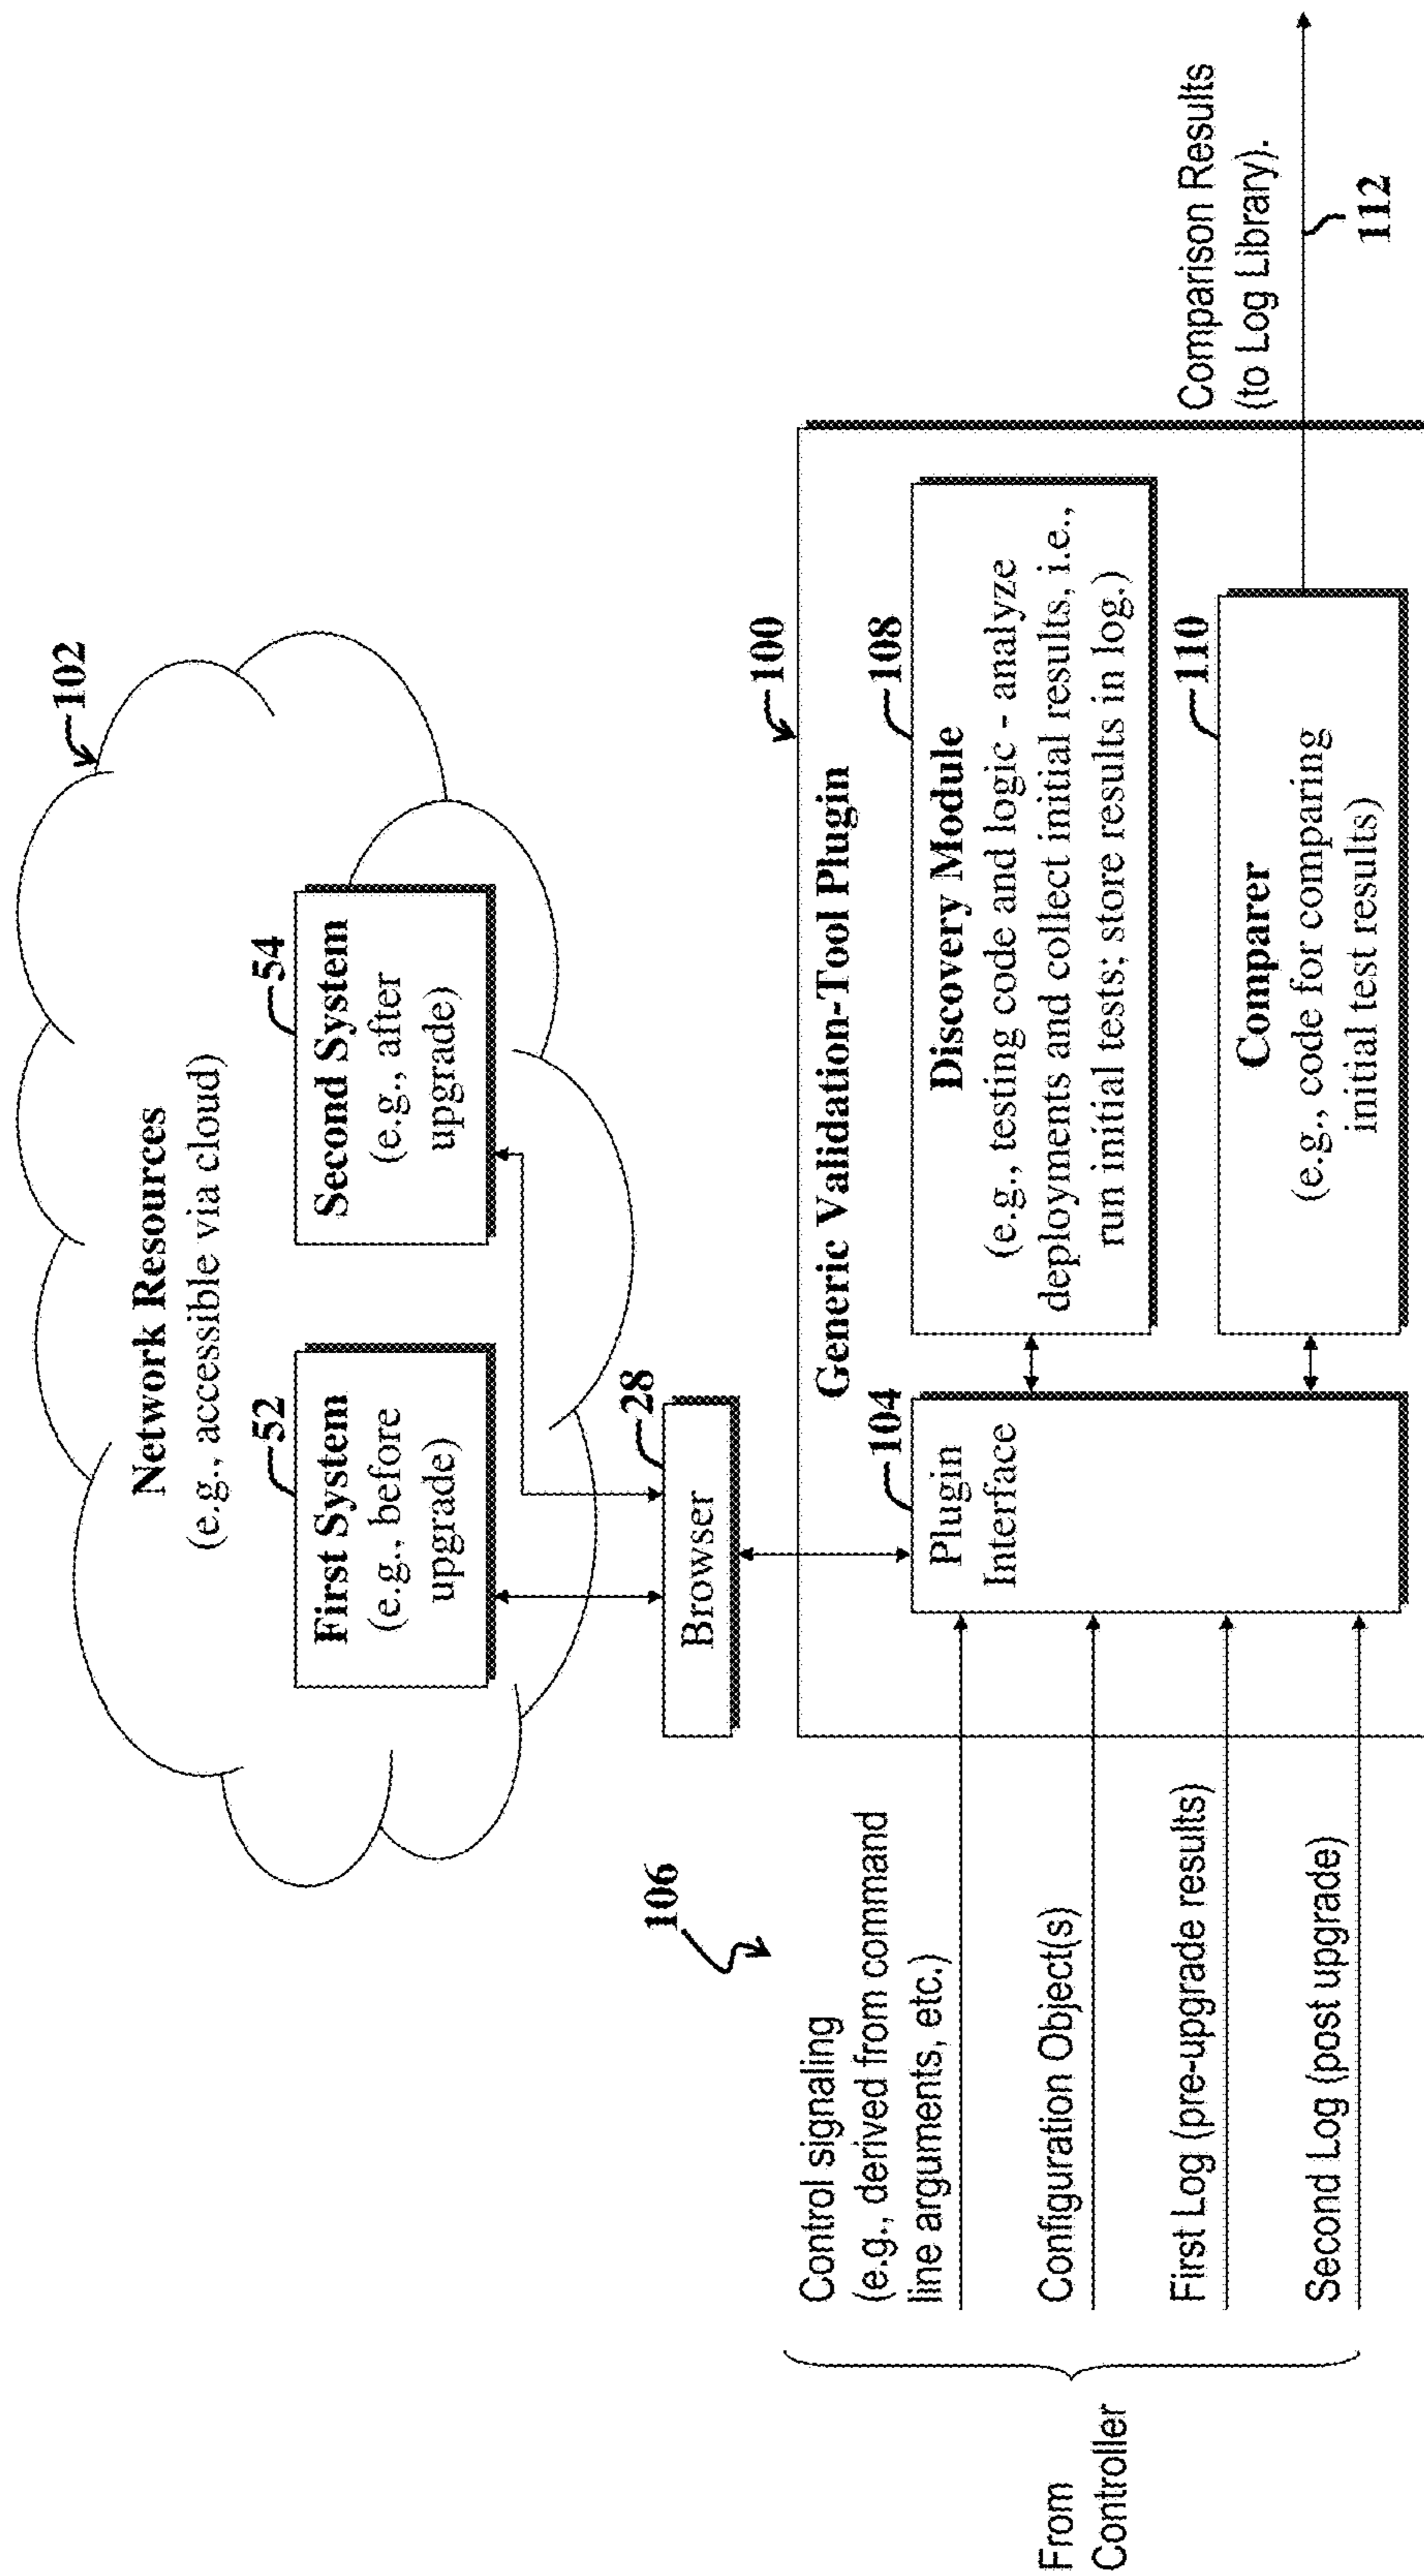 102
Network Resources
(e.g., accessible via cloud)
52
First System
(e.g., before
upgrade)
54
Second System
(e.g., after
upgrade)
28
Browser
106
100
Generic Validation-Tool Plugin
From
Controller
Control signaling
(e.g., derived from command
line arguments, etc.)
Configuration Object(s)
First Log (pre-upgrade results)
Second Log (post upgrade)
104
Plugin
Interface
108
Discovery Module
(e.g., testing code and logic - analyze
deployments and collect initial results, i.e.,
run initial tests; store results in log.)
110
Comparer
(e.g., code for comparing
initial test results)
Comparison Results
(to Log Library).
112